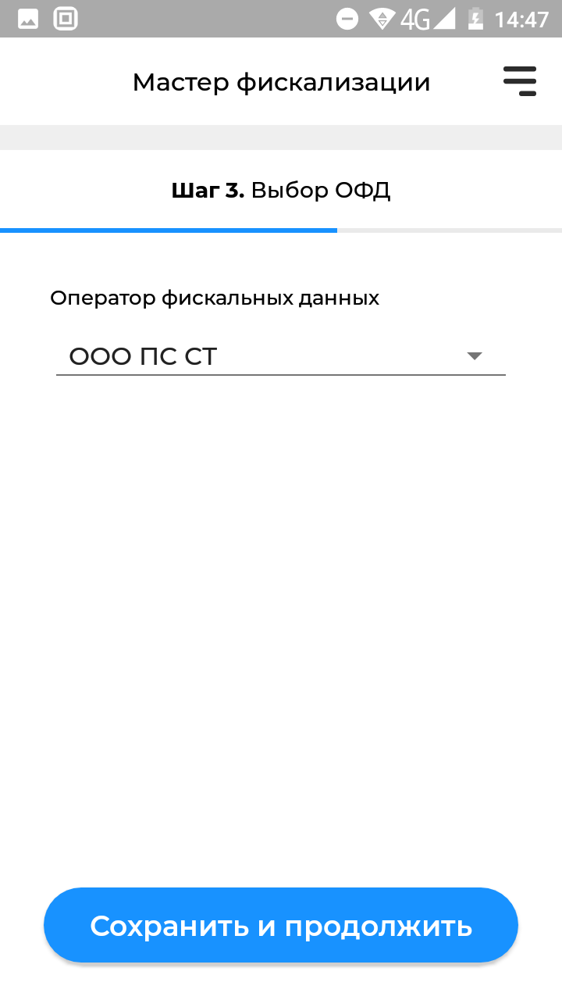 4G 14:47
Мастер фискализации
Шаг 3. Выбор ОФД
Оператор фискальных данных
ООО ПС СТ
Сохранить и продолжить